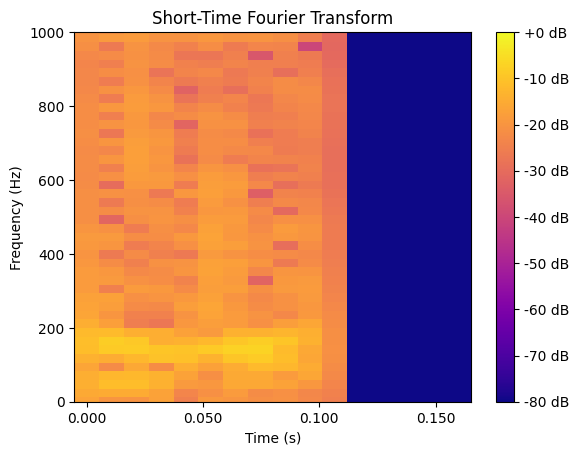 Short-Time Fourier Transform
Frequency (Hz)
1000
800
600
400
200
0
0.000
0.050
0.100
0.150
Time (s)
+0 dB
-10 dB
-20 dB
-30 dB
-40 dB
-50 dB
-60 dB
-70 dB
-80 dB